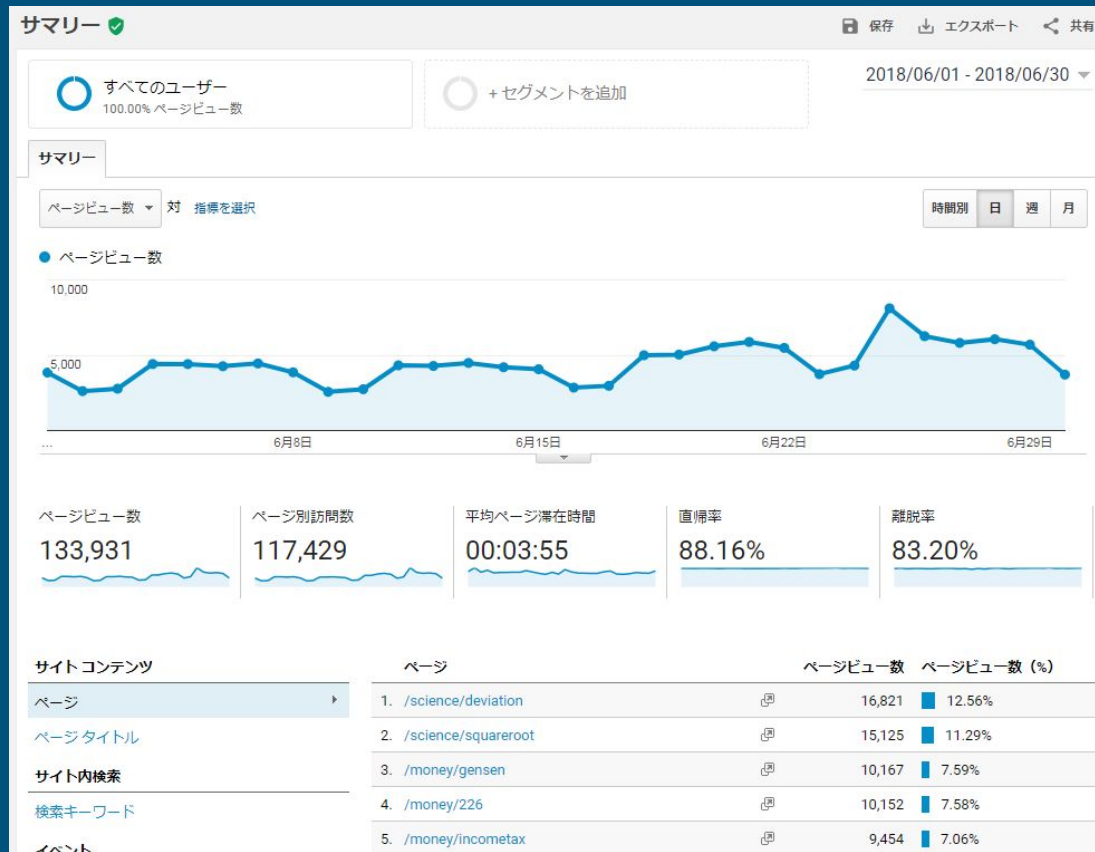 サマリー
保存 エクスポート 共有
すべてのユーザー
100.00% ページビュー数
+ セグメントを追加
2018/06/01 - 2018/06/30
サマリー
ページビュー数 対 指標を選択
時間別 日 週 月
ページビュー数
10,000
5,000
... 6月8日 6月15日 6月22日 6月29日
ページビュー数 ページ別訪問数 平均ページ滞在時間 直帰率 離脱率
133,931 117,429 00:03:55 88.16% 83.20%
サイト コンテンツ
ページ
ページ タイトル
サイト内検索
検索キーワード
イベント
ページ ページビュー数 ページビュー数 (%)
1. /science/deviation 16,821 12.56%
2. /science/squareroot 15,125 11.29%
3. /money/gensen 10,167 7.59%
4. /money/226 10,152 7.58%
5. /money/incometax 9,454 7.06%